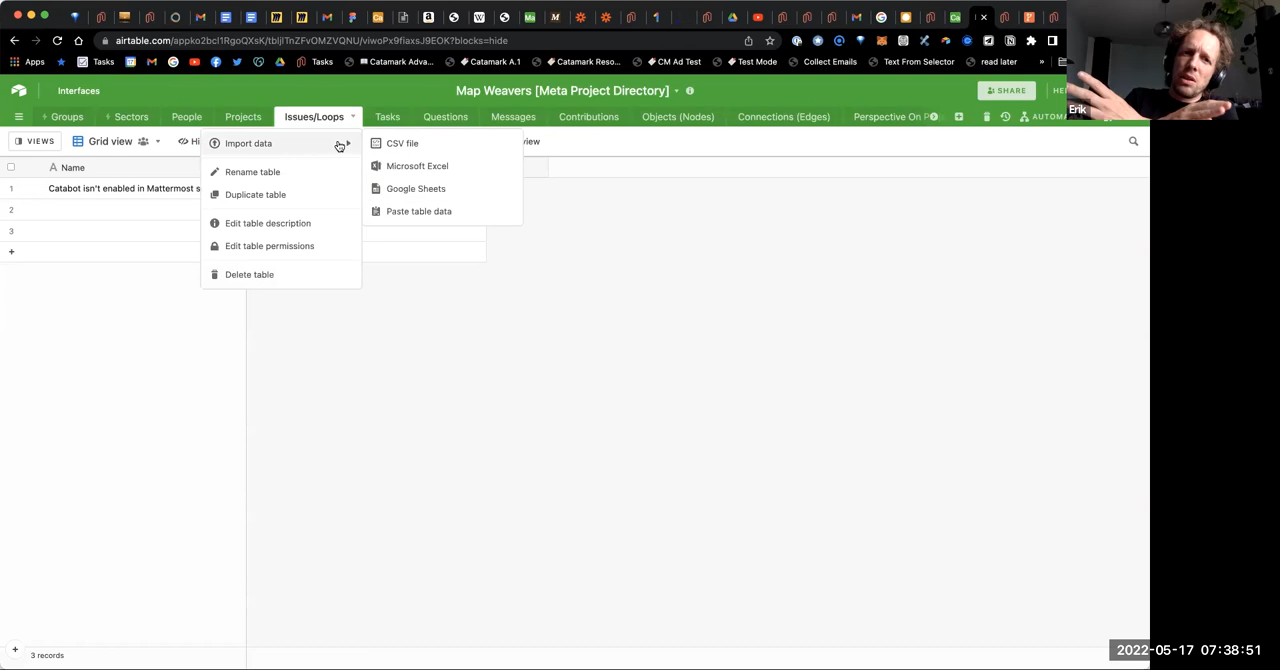 airtable.com/appko2bcl1RgoQXsK/tbljlTnZFvOMZVQNU/viwoPx9fiaxsJ9EOK?blocks=hide
Apps Tasks Tasks Catamark Adva... Catamark A.1 Catamark Reso... CM Ad Test Test Mode Collect Emails Text From Selector read later »
Erik
Interfaces
Map Weavers [Meta Project Directory]
SHARE
Groups Sectors People Projects Issues/Loops Tasks Questions Messages Contributions Objects (Nodes) Connections (Edges) Perspective On
VIEWS Grid view
Import data
CSV file
Name
Microsoft Excel
Rename table
1 Catabot isn't enabled in Mattermost s
Google Sheets
Duplicate table
2
Paste table data
Edit table description
3
Edit table permissions
+
Delete table
+ 3 records
2022-05-17 07:38:51